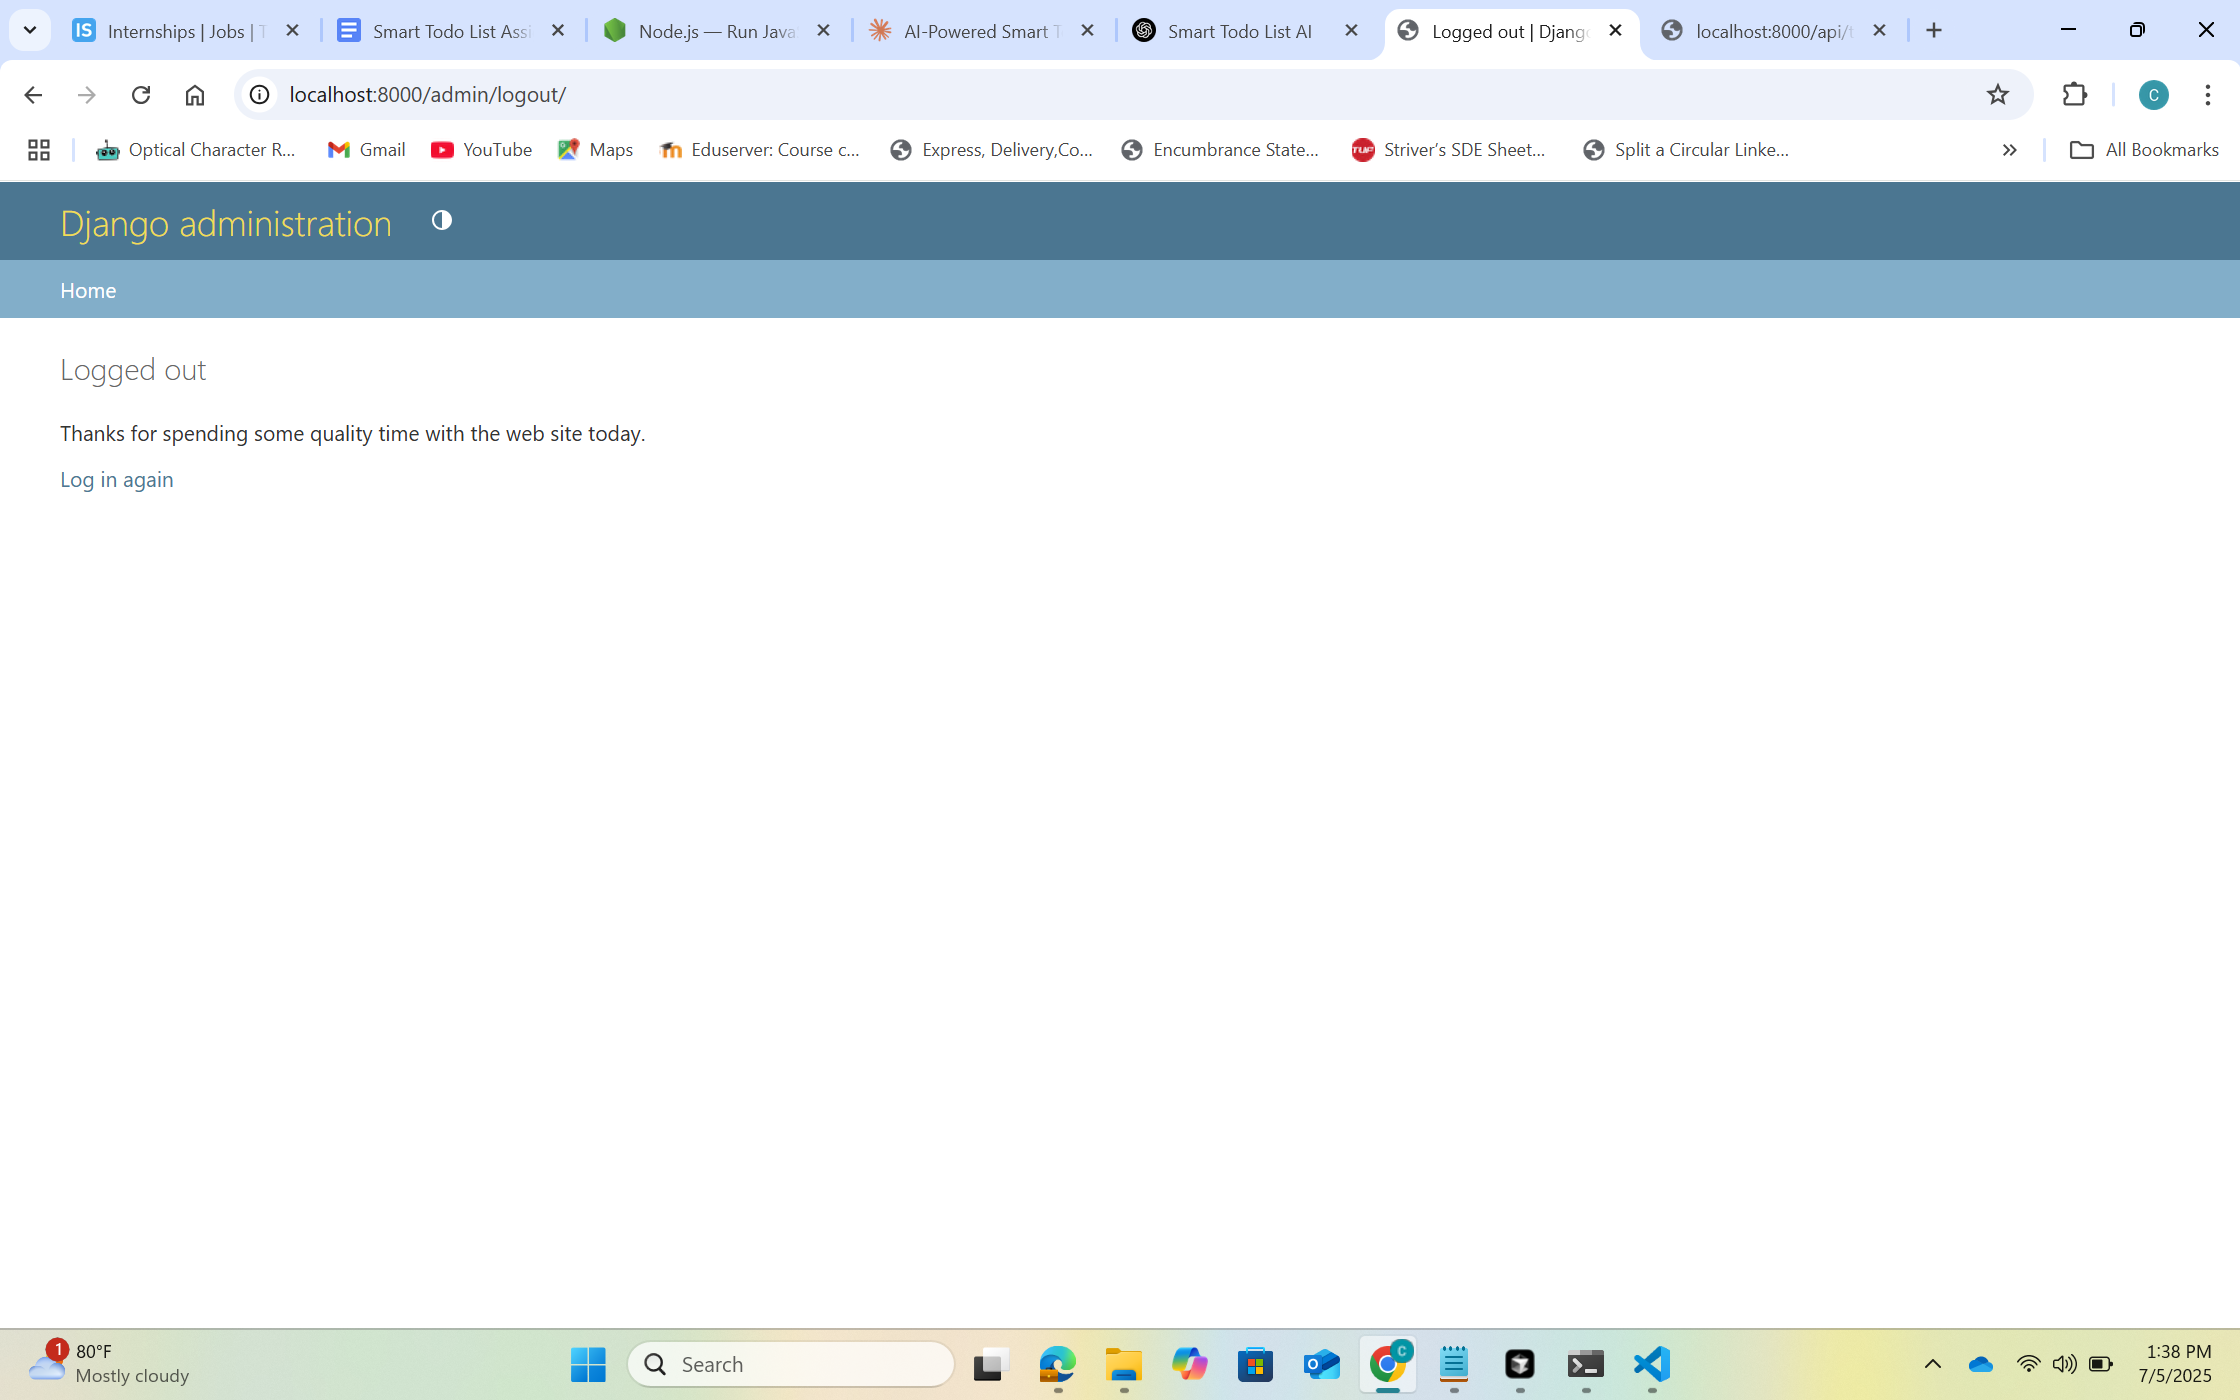 IS Internships | Jobs | T
Smart Todo List Assi
Node.js — Run Java
AI-Powered Smart T
Smart Todo List AI
Logged out | Djang
localhost:8000/api/t
localhost:8000/admin/logout/
C
Optical Character R...
Gmail
YouTube
Maps
Eduserver: Course c...
Express, Delivery,Co...
Encumbrance State...
TUF Striver's SDE Sheet...
Split a Circular Linke...
All Bookmarks
Django administration
Home
Logged out
Thanks for spending some quality time with the web site today.
Log in again
1
80°F
Mostly cloudy
Search
C
1:38 PM
7/5/2025